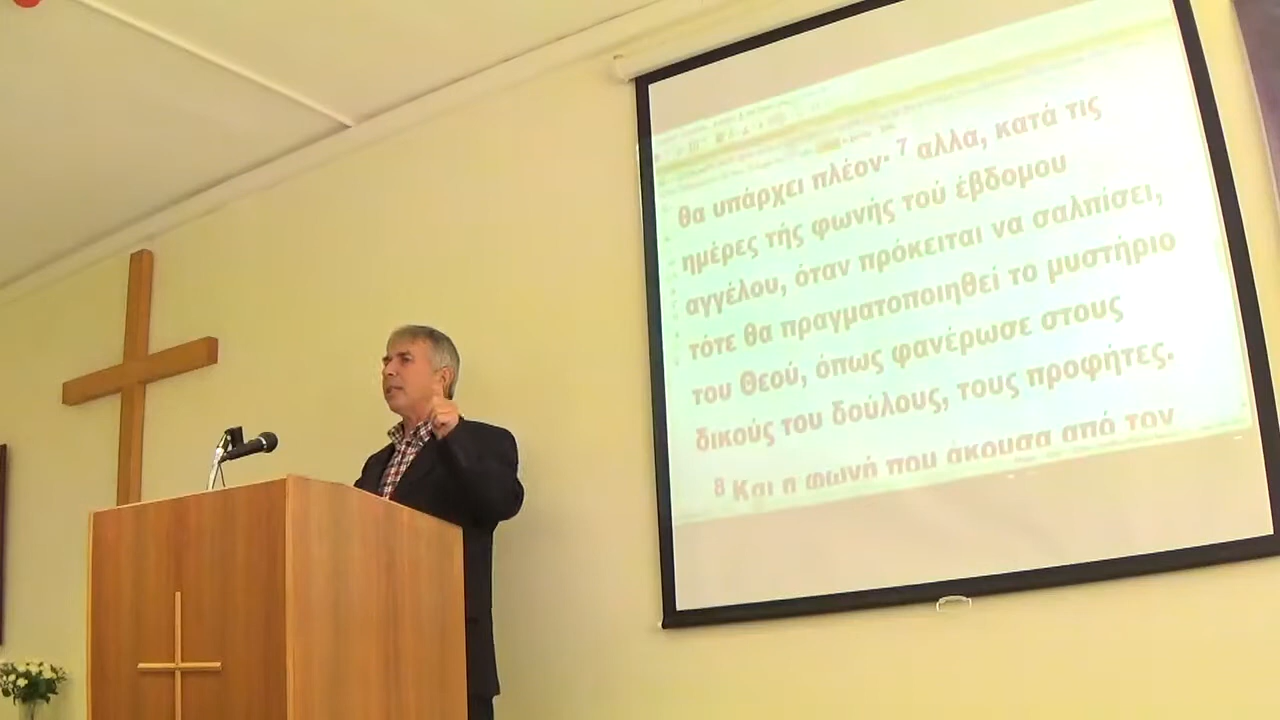 θα υπάρχει πλέον· 7 αλλα, κατά τις
ημέρες τής φωνής τού έβδομου
αγγέλου, όταν πρόκειται να σαλπίσει,
τότε θα πραγματοποιηθεί το μυστήριο
του Θεού, όπως φανέρωσε στους
δικούς του δούλους, τους προφήτες.
8 Και η φωνή που άκουσα από τον